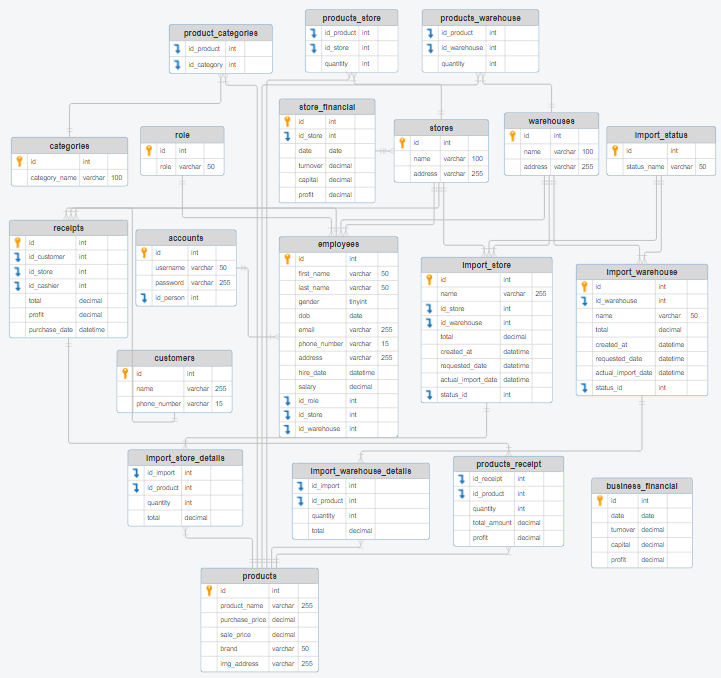 product_categories
id_product int
id_category int
products_store
id_product int
id_store int
quantity int
products_warehouse
id_product int
id_warehouse int
quantity int
store_financial
id int
id_store int
date date
turnover decimal
capital decimal
profit decimal
stores
id int
name varchar 100
address varchar 255
warehouses
id int
name varchar 100
address varchar 255
import_status
id int
status_name varchar 50
categories
id int
category_name varchar 100
role
id int
role varchar 50
receipts
id int
id_customer int
id_store int
id_cashier int
total decimal
profit decimal
purchase_date datetime
accounts
id int
username varchar 50
password varchar 255
id_person int
employees
id int
first_name varchar 50
last_name varchar 50
gender tinyint
dob date
email varchar 255
phone_number varchar 15
address varchar 255
hire_date datetime
salary decimal
id_role int
id_store int
id_warehouse int
import_store
id int
name varchar 255
id_store int
id_warehouse int
total decimal
created_at datetime
requested_date datetime
actual_import_date datetime
status_id int
import_warehouse
id int
id_warehouse int
name varchar 50
total decimal
created_at datetime
requested_date datetime
actual_import_date datetime
status_id int
customers
id int
name varchar 255
phone_number varchar 15
import_store_details
id_import int
id_product int
quantity int
total decimal
import_warehouse_details
id_import int
id_product int
quantity int
total decimal
products_receipt
id_receipt int
id_product int
quantity int
total_amount decimal
profit decimal
business_financial
id int
date date
turnover decimal
capital decimal
profit decimal
products
id int
product_name varchar 255
purchase_price decimal
sale_price decimal
brand varchar 50
img_address varchar 255